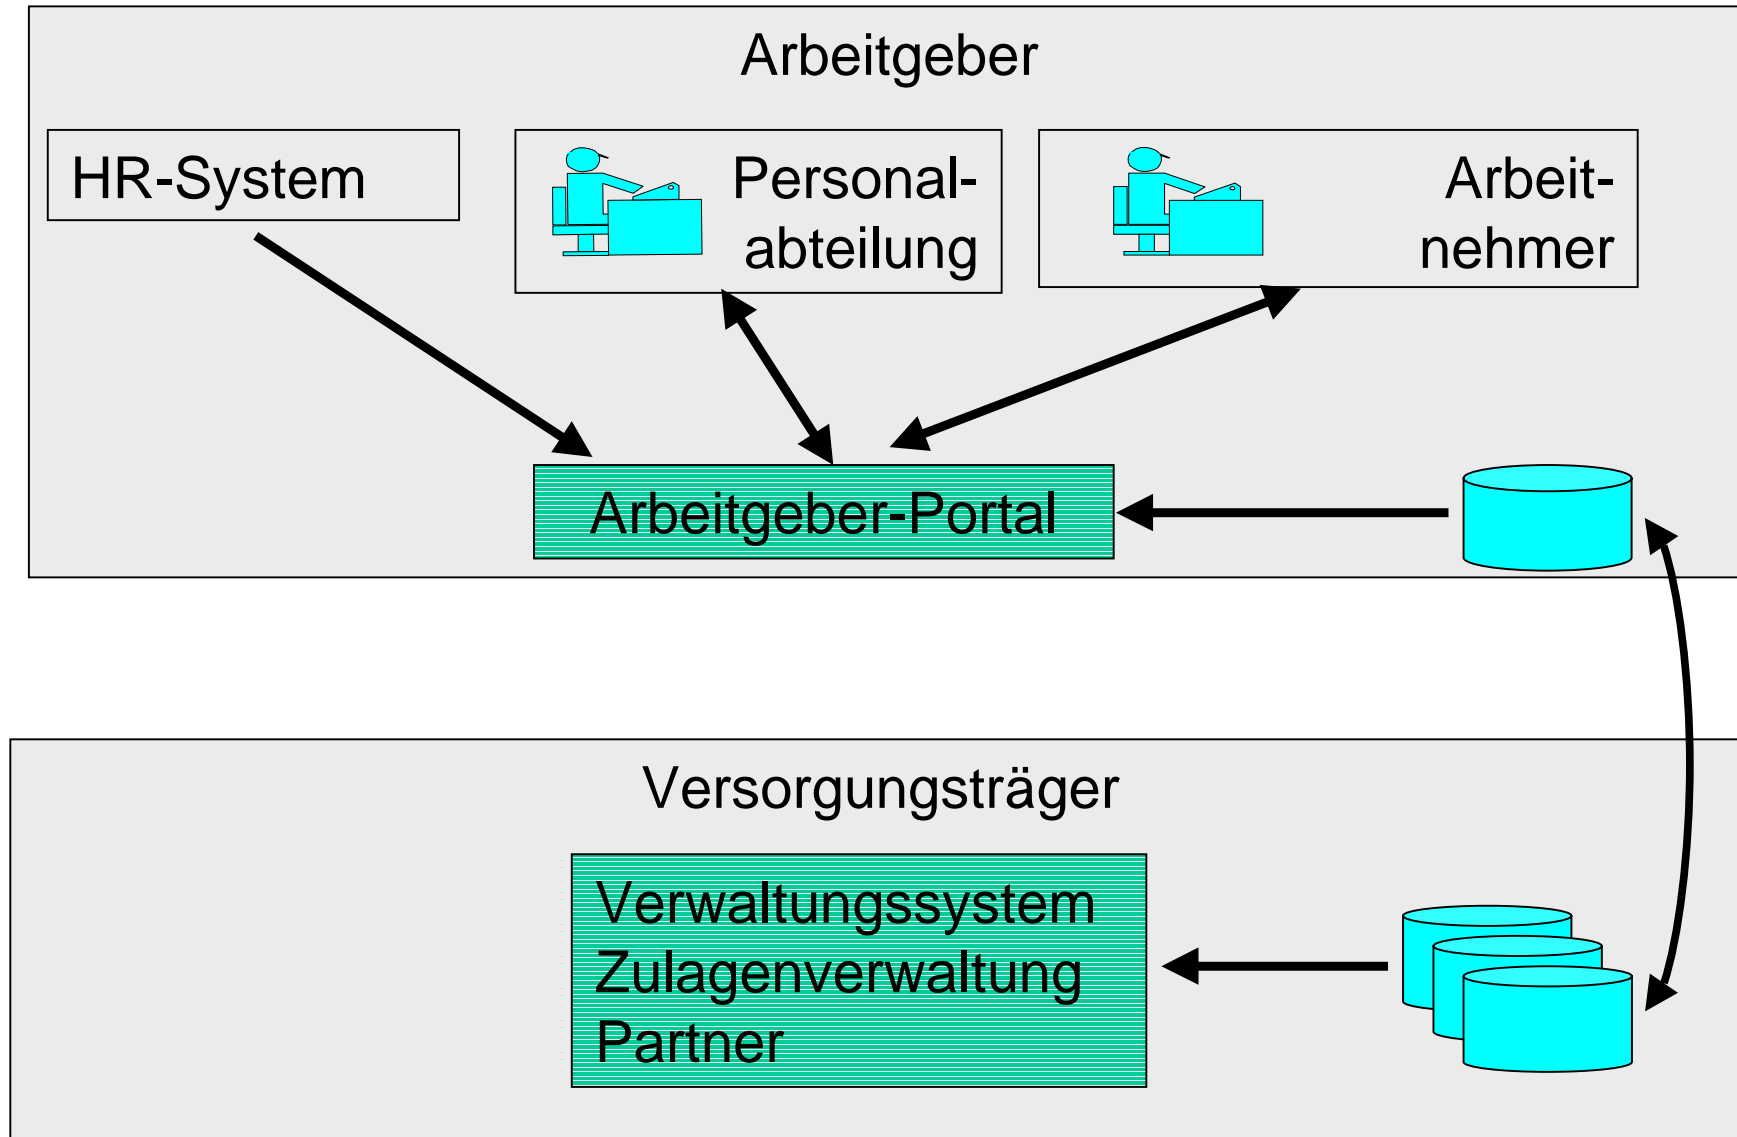 Arbeitgeber
HR-System
Personal-
abteilung
Arbeit-
nehmer
Arbeitgeber-Portal
Versorgungsträger
Verwaltungssystem
Zulagenverwaltung
Partner